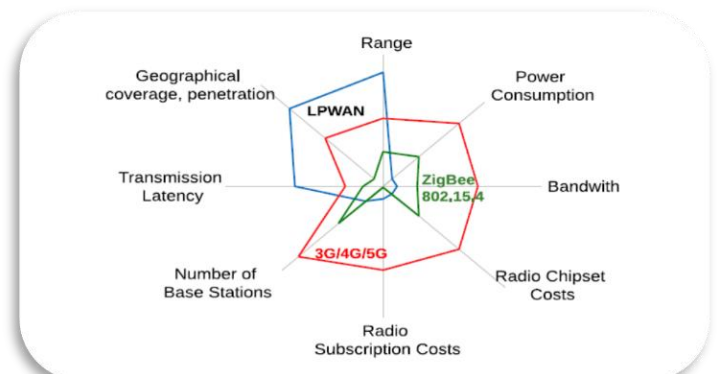 Range
Geographical
coverage, penetration
Power
Consumption
LPWAN
Transmission
Latency
ZigBee
802,15,4
Bandwith
Number of
Base Stations
3G/4G/5G
Radio Chipset
Costs
Radio
Subscription Costs